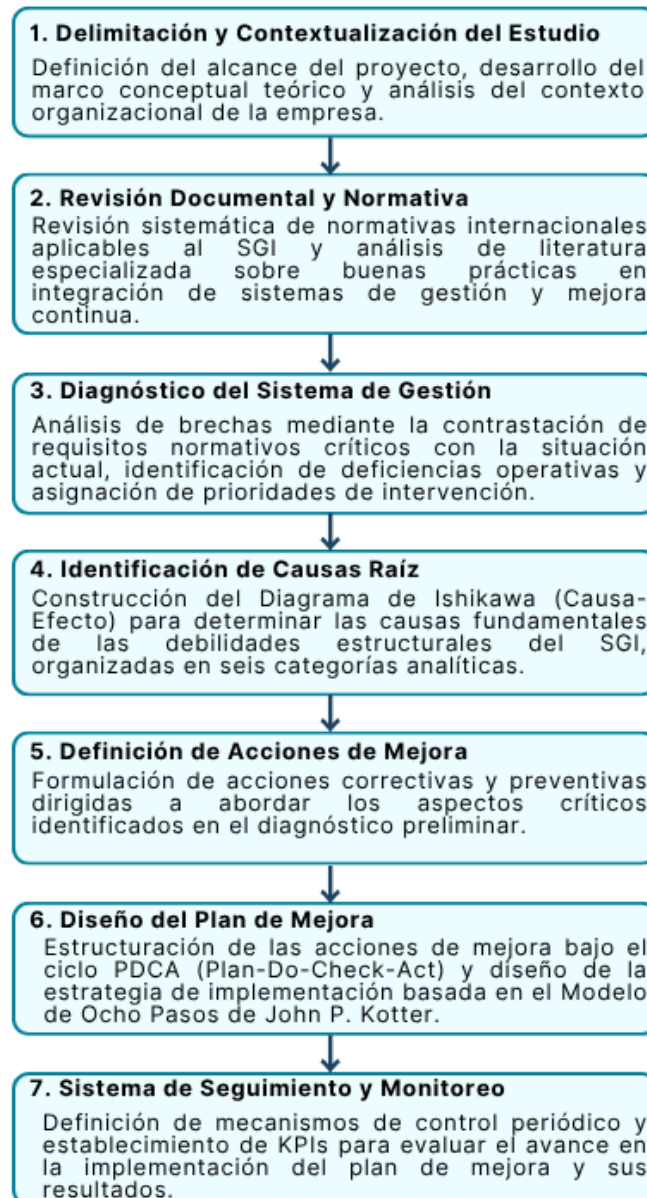 1. Delimitación y Contextualización del Estudio
Definición del alcance del proyecto, desarrollo del
marco conceptual teórico y análisis del contexto
organizacional de la empresa.
2. Revisión Documental y Normativa
Revisión sistemática de normativas internacionales
aplicables al SGI y análisis de literatura
especializada sobre buenas prácticas en
integración de sistemas de gestión y mejora
continua.
3. Diagnóstico del Sistema de Gestión
Análisis de brechas mediante la contrastación de
requisitos normativos críticos con la situación
actual, identificación de deficiencias operativas y
asignación de prioridades de intervención.
4. Identificación de Causas Raíz
Construcción del Diagrama de Ishikawa (Causa-
Efecto) para determinar las causas fundamentales
de las debilidades estructurales del SGI,
organizadas en seis categorías analíticas.
5. Definición de Acciones de Mejora
Formulación de acciones correctivas y preventivas
dirigidas a abordar los aspectos críticos
identificados en el diagnóstico preliminar.
6. Diseño del Plan de Mejora
Estructuración de las acciones de mejora bajo el
ciclo PDCA (Plan-Do-Check-Act) y diseño de la
estrategia de implementación basada en el Modelo
de Ocho Pasos de John P. Kotter.
7. Sistema de Seguimiento y Monitoreo
Definición de mecanismos de control periódico y
establecimiento de KPIs para evaluar el avance en
la implementación del plan de mejora y sus
resultados.